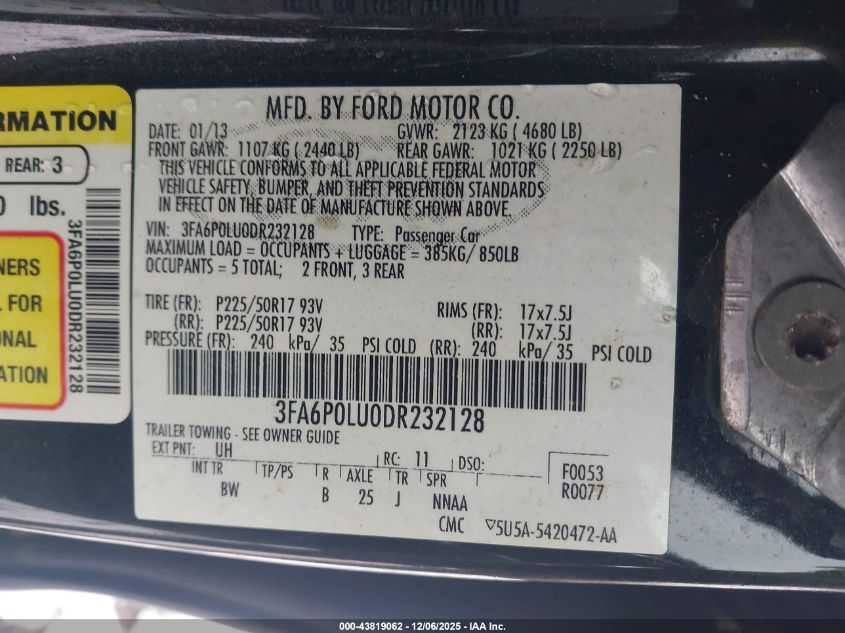 RMATION
REAR: 3
0 lbs.
3FA6P0LU0DR232128
NERS
L FOR
ONAL
ATION
MFD. BY FORD MOTOR CO.
DATE: 01/13 GVWR: 2123 KG ( 4680 LB)
FRONT GAWR: 1107 KG ( 2440 LB) REAR GAWR: 1021 KG ( 2250 LB)
THIS VEHICLE CONFORMS TO ALL APPLICABLE FEDERAL MOTOR
VEHICLE SAFETY, BUMPER, AND THEFT PREVENTION STANDARDS
IN EFFECT ON THE DATE OF MANUFACTURE SHOWN ABOVE.
VIN: 3FA6P0LU0DR232128 TYPE: Passenger Car
MAXIMUM LOAD = OCCUPANTS + LUGGAGE = 385KG/ 850LB
OCCUPANTS = 5 TOTAL; 2 FRONT, 3 REAR
TIRE (FR): P225/50R17 93V RIMS (FR): 17x7.5J
(RR): P225/50R17 93V (RR): 17x7.5J
PRESSURE (FR): 240 kPa/ 35 PSI COLD (RR): 240 kPa/ 35 PSI COLD
3FA6P0LU0DR232128
TRAILER TOWING - SEE OWNER GUIDE
EXT PNT: UH RC: 11 DSO: F0053
INT TR TP/PS R AXLE TR SPR R0077
BW B 25 J NNAA
CMC ▽5U5A-5420472-AA
000-43819062 - 12/06/2025 - IAA Inc.